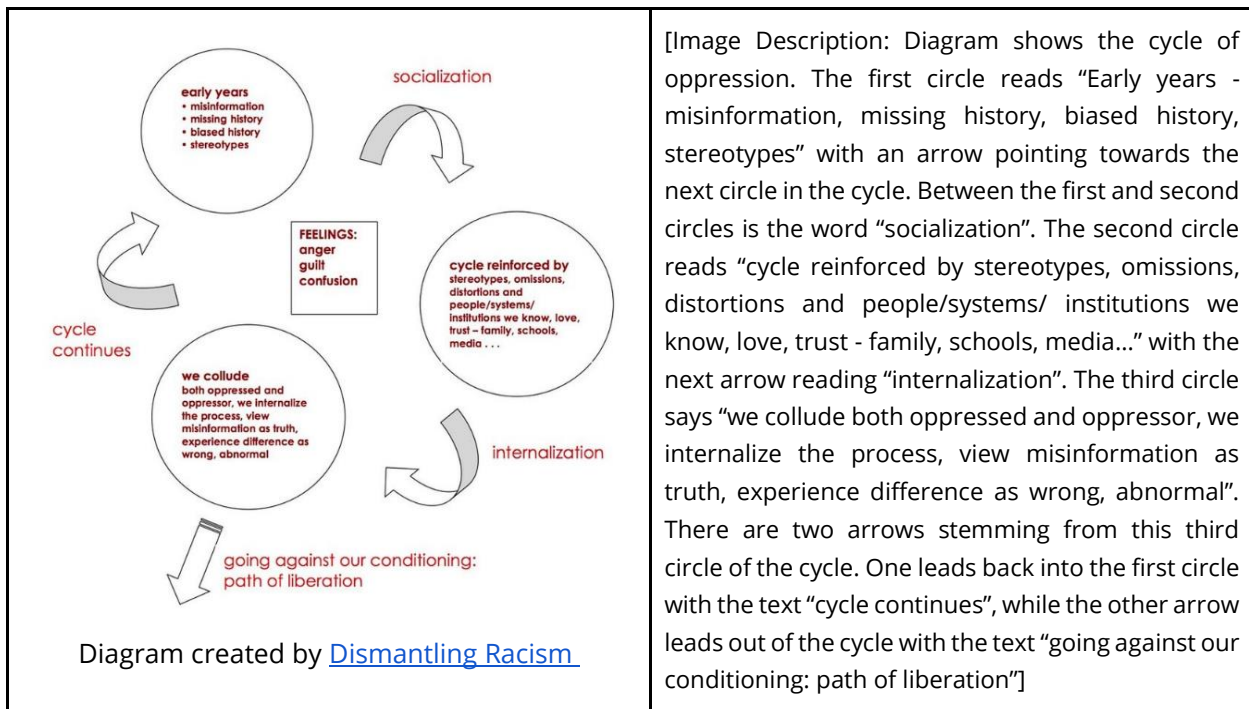 early years
• misinformation
• missing history
• biased history
• stereotypes
socialization
FEELINGS:
anger
guilt
confusion
cycle reinforced by
stereotypes, omissions,
distortions and
people/systems/
institutions we know, love,
trust – family, schools,
media . . .
internalization
we collude
both oppressed and
oppressor, we internalize
the process, view
misinformation as truth,
experience difference as
wrong, abnormal
cycle
continues
going against our conditioning:
path of liberation
Diagram created by Dismantling Racism
[Image Description: Diagram shows the cycle of
oppression. The first circle reads “Early years -
misinformation, missing history, biased history,
stereotypes” with an arrow pointing towards the
next circle in the cycle. Between the first and second
circles is the word “socialization”. The second circle
reads “cycle reinforced by stereotypes, omissions,
distortions and people/systems/ institutions we
know, love, trust - family, schools, media…” with the
next arrow reading “internalization”. The third circle
says “we collude both oppressed and oppressor, we
internalize the process, view misinformation as
truth, experience difference as wrong, abnormal”.
There are two arrows stemming from this third
circle of the cycle. One leads back into the first circle
with the text “cycle continues”, while the other arrow
leads out of the cycle with the text “going against our
conditioning: path of liberation”]